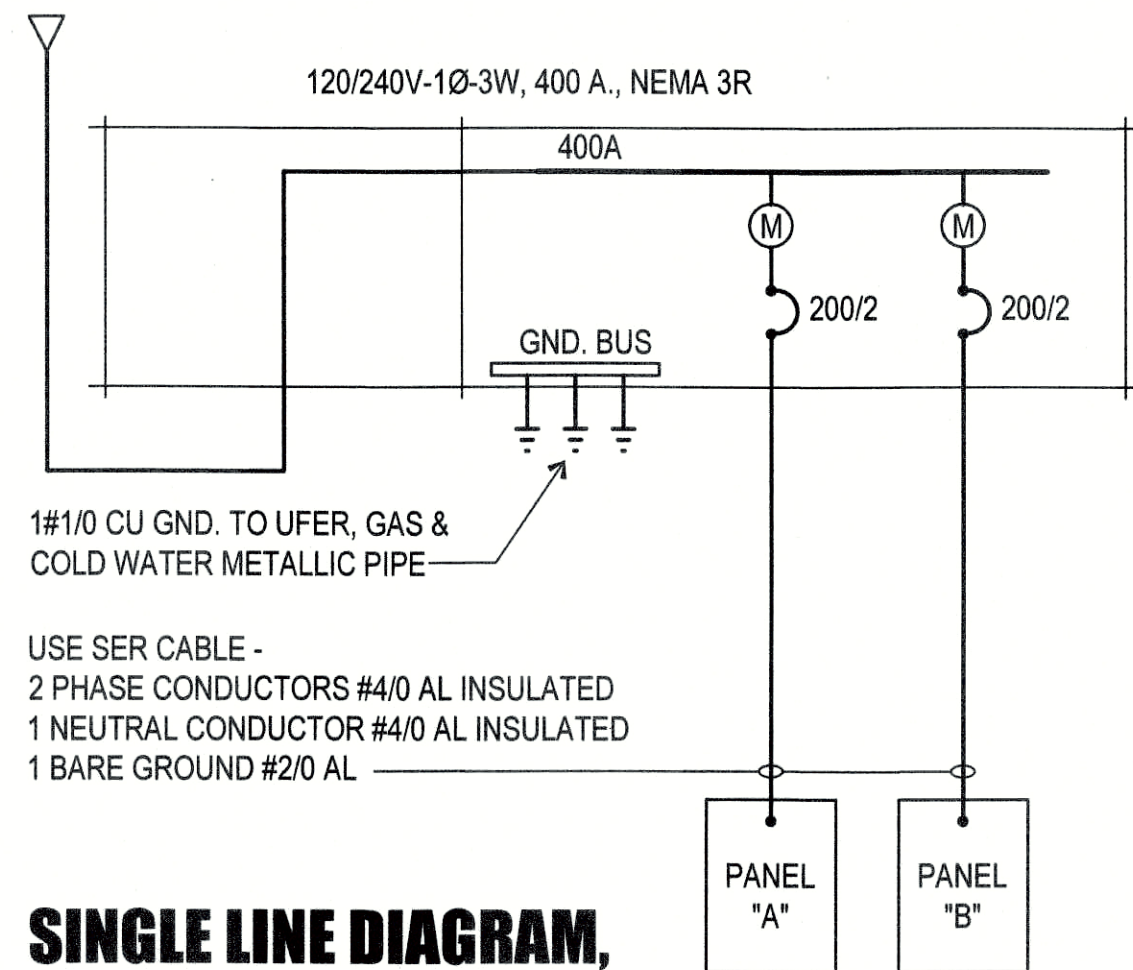 120/240V-1Ø-3W, 400 A., NEMA 3R
400A
M
M
200/2
200/2
GND. BUS
1#1/0 CU GND. TO UFER, GAS &
COLD WATER METALLIC PIPE
USE SER CABLE -
2 PHASE CONDUCTORS #4/0 AL INSULATED
1 NEUTRAL CONDUCTOR #4/0 AL INSULATED
1 BARE GROUND #2/0 AL
PANEL
"A"
PANEL
"B"
SINGLE LINE DIAGRAM,